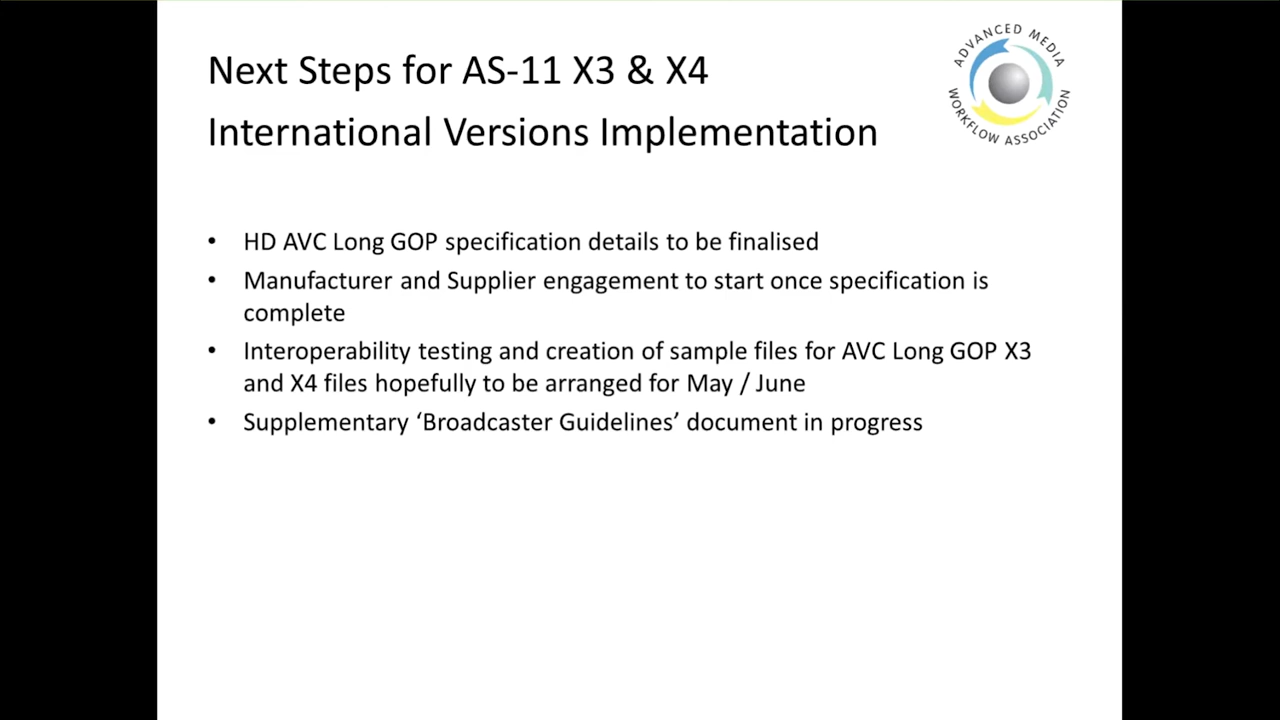 Next Steps for AS-11 X3 & X4
International Versions Implementation
ADVANCED MEDIA
WORKFLOW ASSOCIATION
• HD AVC Long GOP specification details to be finalised
• Manufacturer and Supplier engagement to start once specification is
complete
• Interoperability testing and creation of sample files for AVC Long GOP X3
and X4 files hopefully to be arranged for May / June
• Supplementary ‘Broadcaster Guidelines’ document in progress